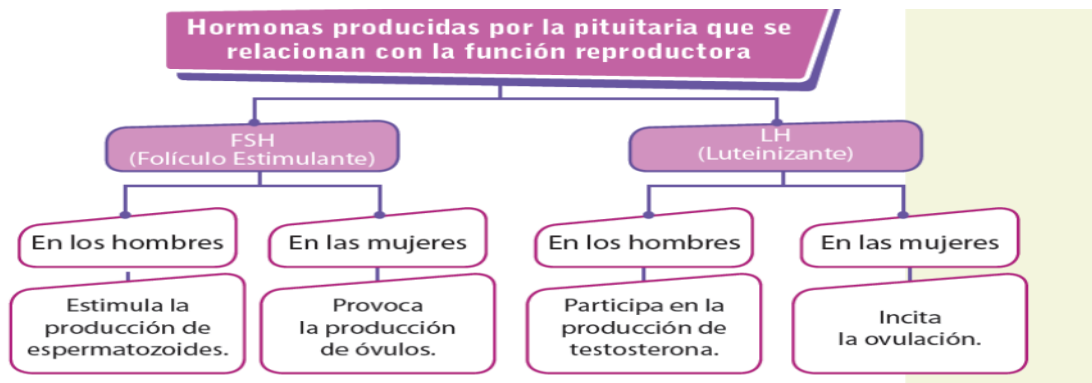 Hormonas producidas por la pituitaria que se
relacionan con la función reproductora
FSH
(Folículo Estimulante)
LH
(Luteinizante)
En los hombres
En las mujeres
En los hombres
En las mujeres
Estimula la
producción de
espermatozoides.
Provoca
la producción
de óvulos.
Participa en la
producción de
testosterona.
Incita
la ovulación.